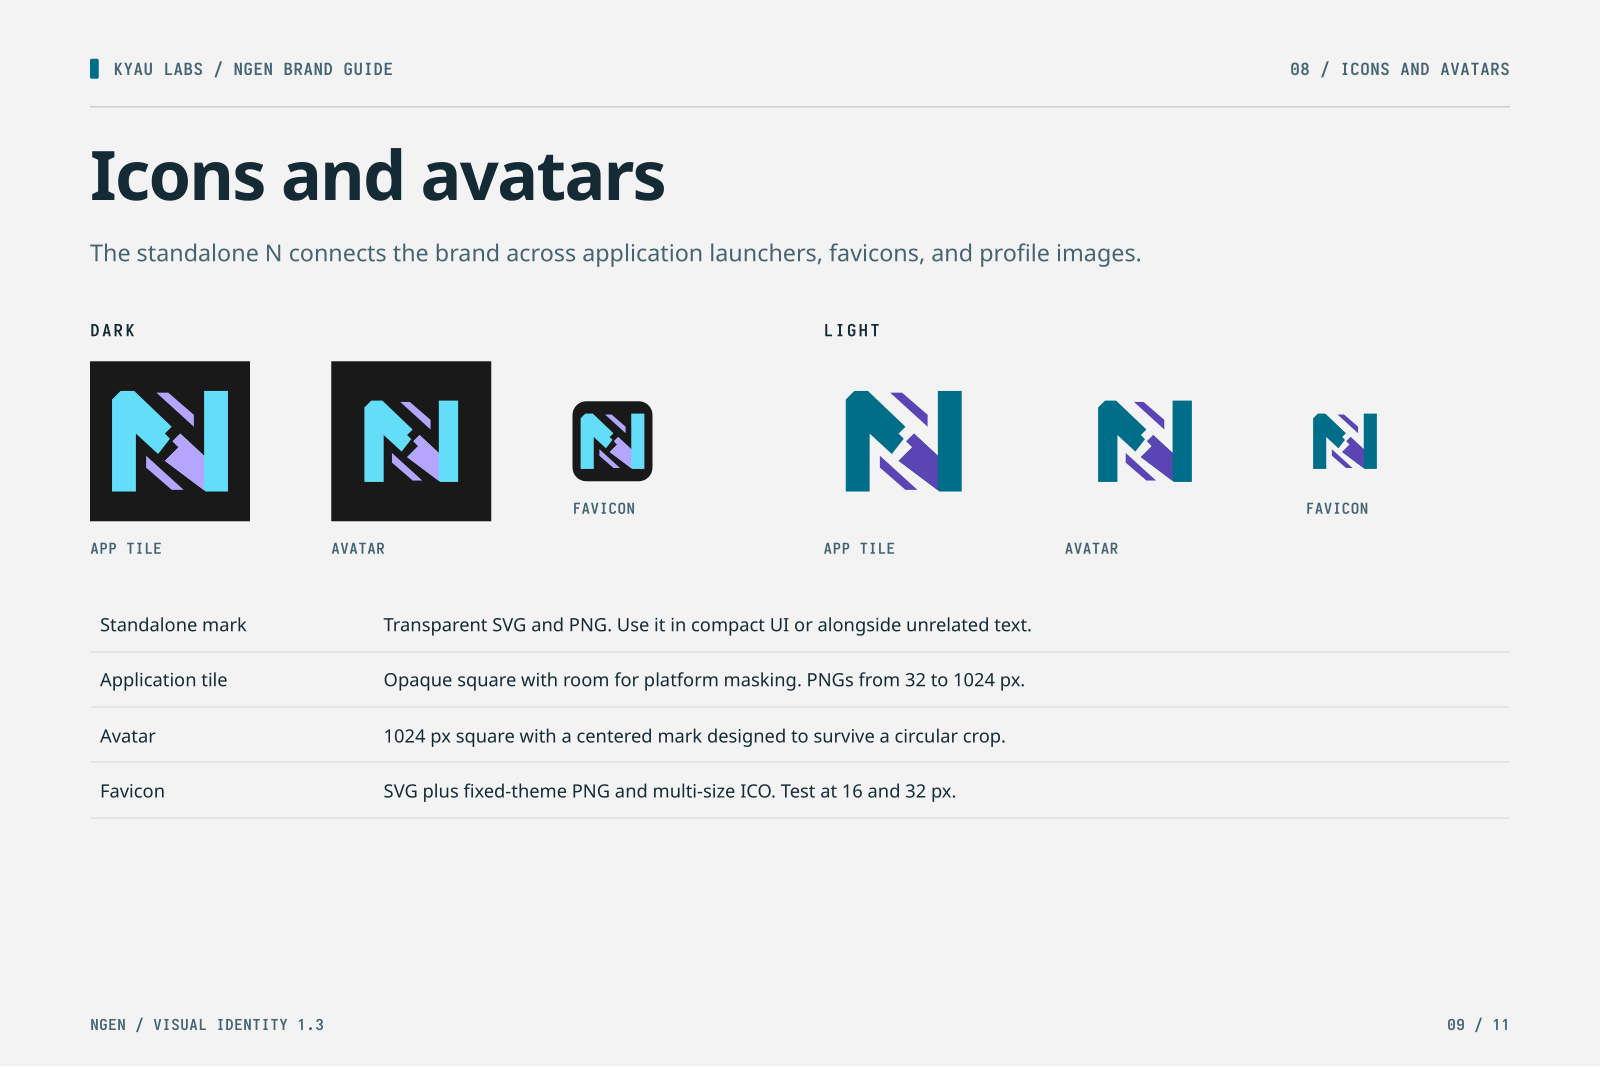 KYAU LABS / NGEN BRAND GUIDE
08 / ICONS AND AVATARS
Icons and avatars
The standalone N connects the brand across application launchers, favicons, and profile images.
DARK
LIGHT
FAVICON
FAVICON
APP TILE
AVATAR
APP TILE
AVATAR
Standalone mark
Transparent SVG and PNG. Use it in compact UI or alongside unrelated text.
Application tile
Opaque square with room for platform masking. PNGs from 32 to 1024 px.
Avatar
1024 px square with a centered mark designed to survive a circular crop.
Favicon
SVG plus fixed-theme PNG and multi-size ICO. Test at 16 and 32 px.
NGEN / VISUAL IDENTITY 1.3
09 / 11